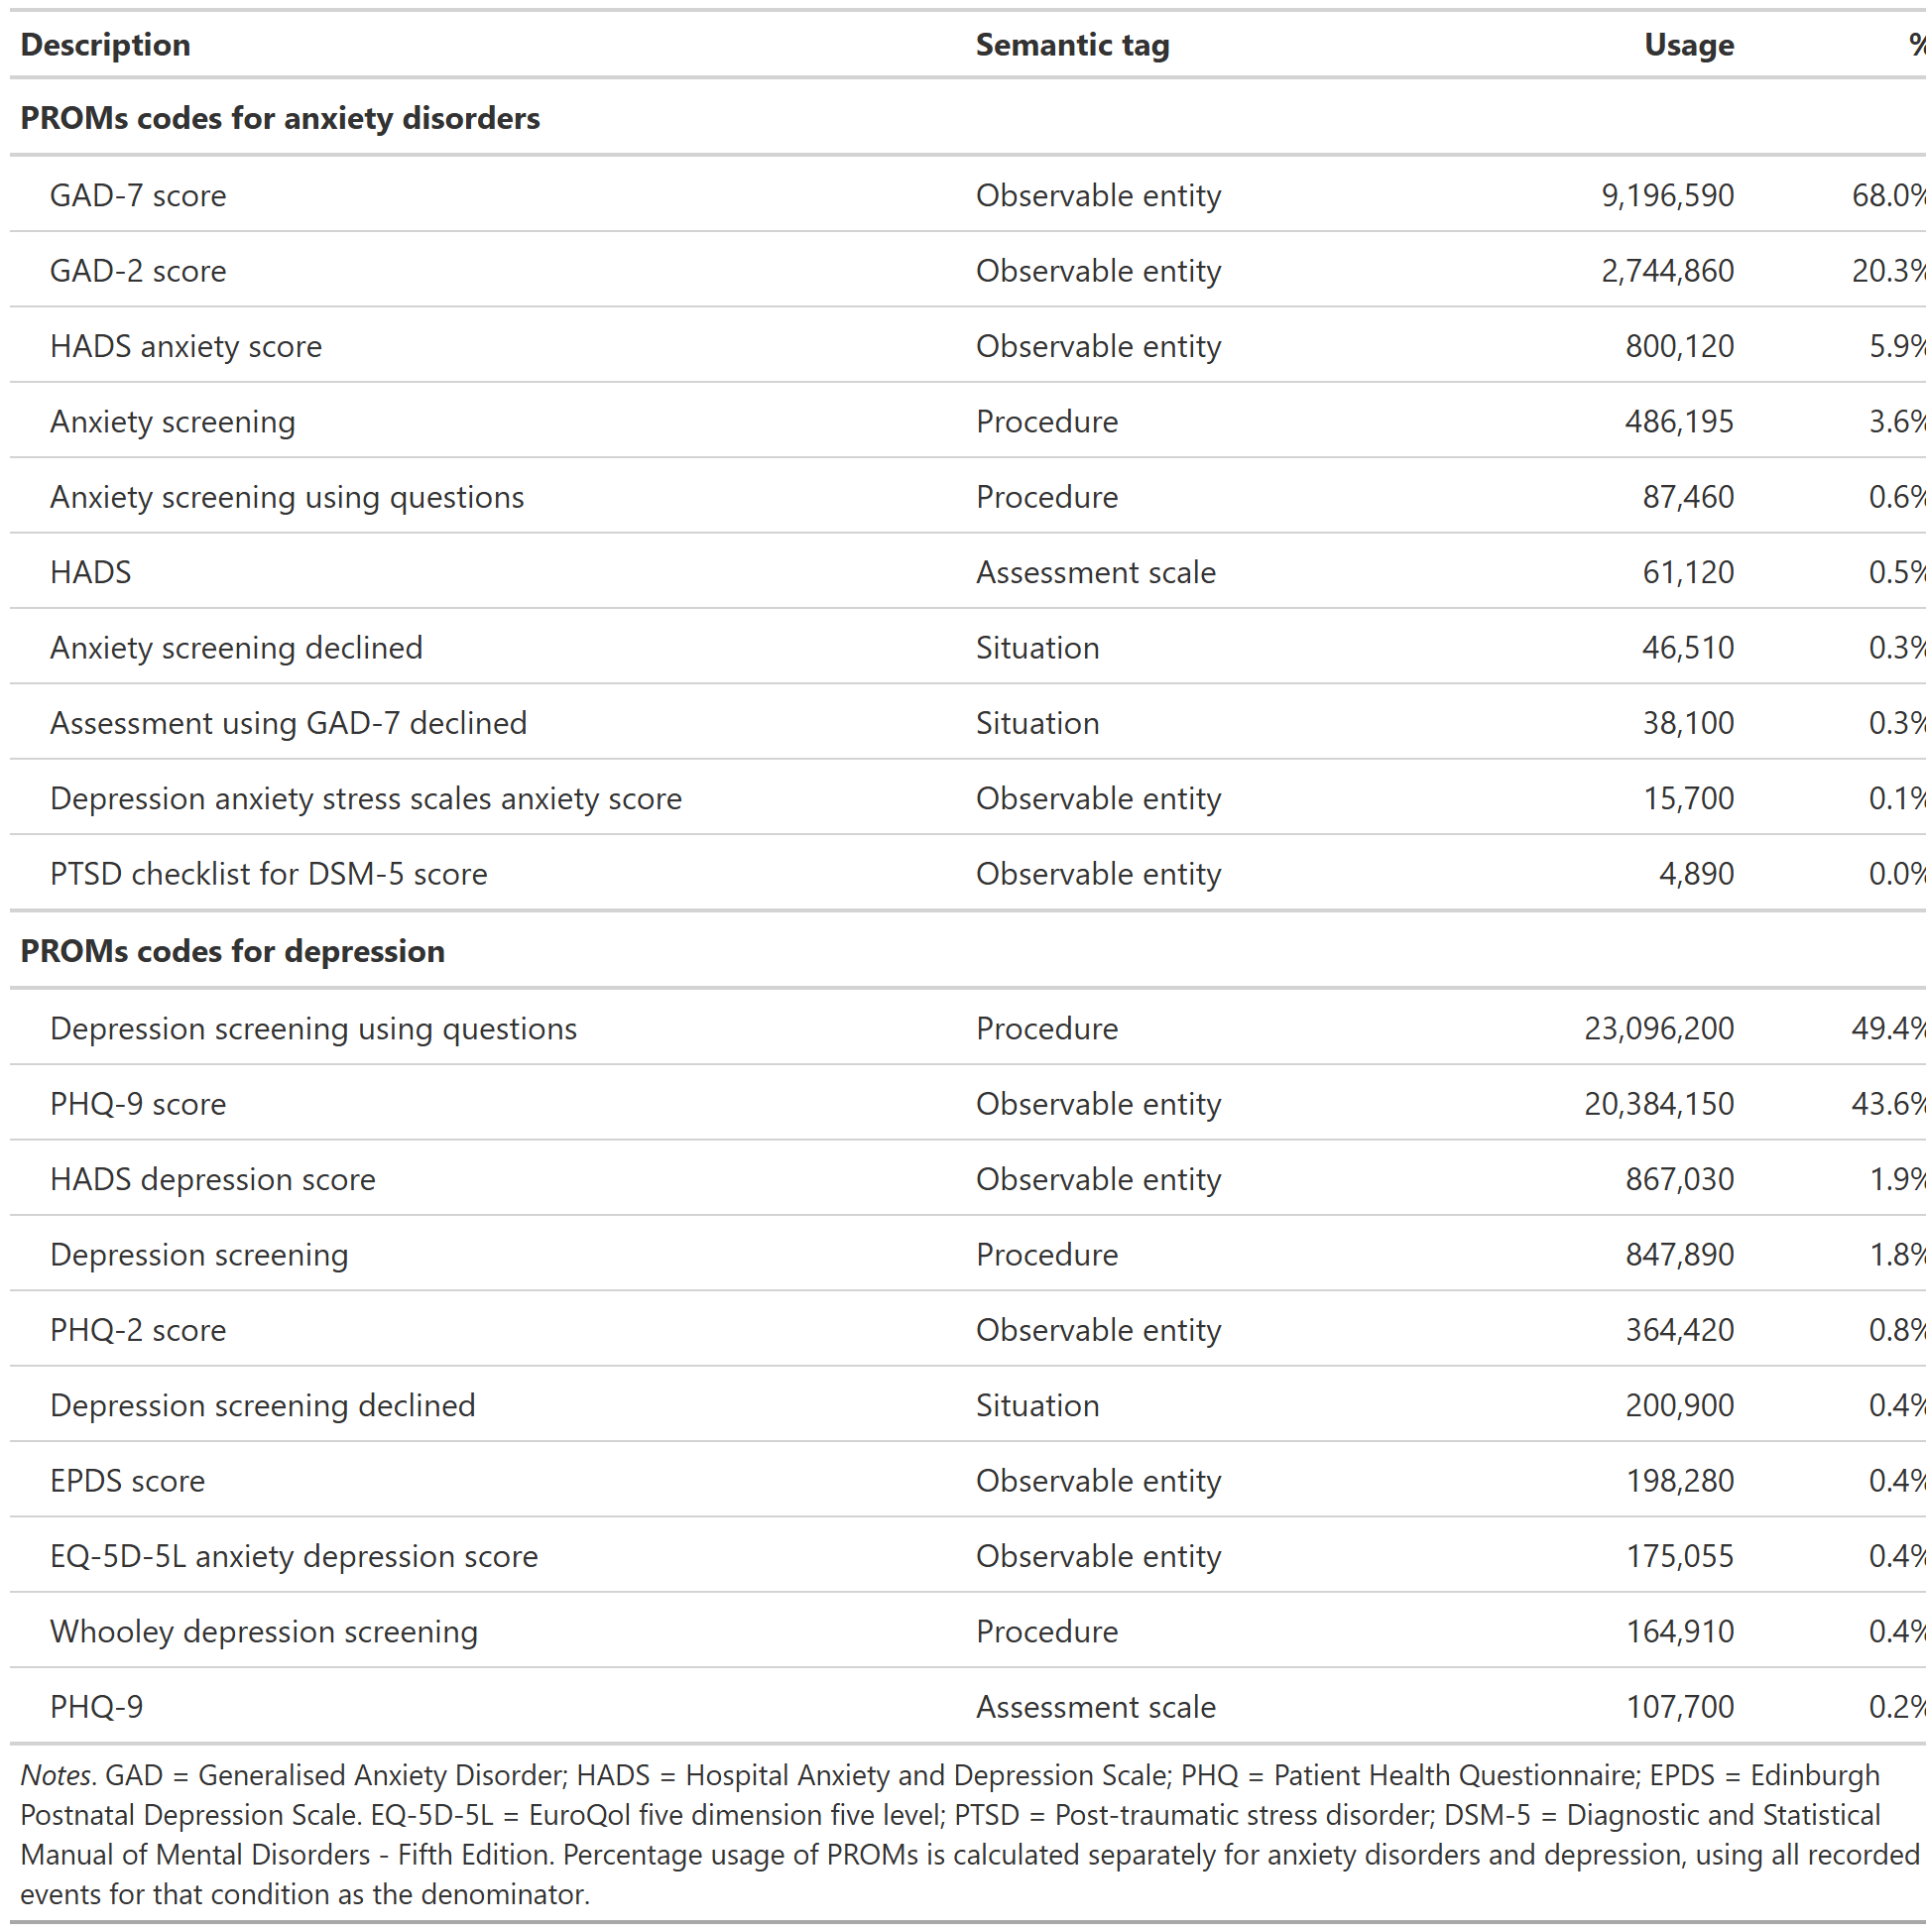 Description Semantic tag Usage %
PROMs codes for anxiety disorders
GAD-7 score Observable entity 9,196,590 68.0%
GAD-2 score Observable entity 2,744,860 20.3%
HADS anxiety score Observable entity 800,120 5.9%
Anxiety screening Procedure 486,195 3.6%
Anxiety screening using questions Procedure 87,460 0.6%
HADS Assessment scale 61,120 0.5%
Anxiety screening declined Situation 46,510 0.3%
Assessment using GAD-7 declined Situation 38,100 0.3%
Depression anxiety stress scales anxiety score Observable entity 15,700 0.1%
PTSD checklist for DSM-5 score Observable entity 4,890 0.0%
PROMs codes for depression
Depression screening using questions Procedure 23,096,200 49.4%
PHQ-9 score Observable entity 20,384,150 43.6%
HADS depression score Observable entity 867,030 1.9%
Depression screening Procedure 847,890 1.8%
PHQ-2 score Observable entity 364,420 0.8%
Depression screening declined Situation 200,900 0.4%
EPDS score Observable entity 198,280 0.4%
EQ-5D-5L anxiety depression score Observable entity 175,055 0.4%
Whooley depression screening Procedure 164,910 0.4%
PHQ-9 Assessment scale 107,700 0.2%
Notes. GAD = Generalised Anxiety Disorder; HADS = Hospital Anxiety and Depression Scale; PHQ = Patient Health Questionnaire; EPDS = Edinburgh
Postnatal Depression Scale. EQ-5D-5L = EuroQol five dimension five level; PTSD = Post-traumatic stress disorder; DSM-5 = Diagnostic and Statistical
Manual of Mental Disorders - Fifth Edition. Percentage usage of PROMs is calculated separately for anxiety disorders and depression, using all recorded
events for that condition as the denominator.